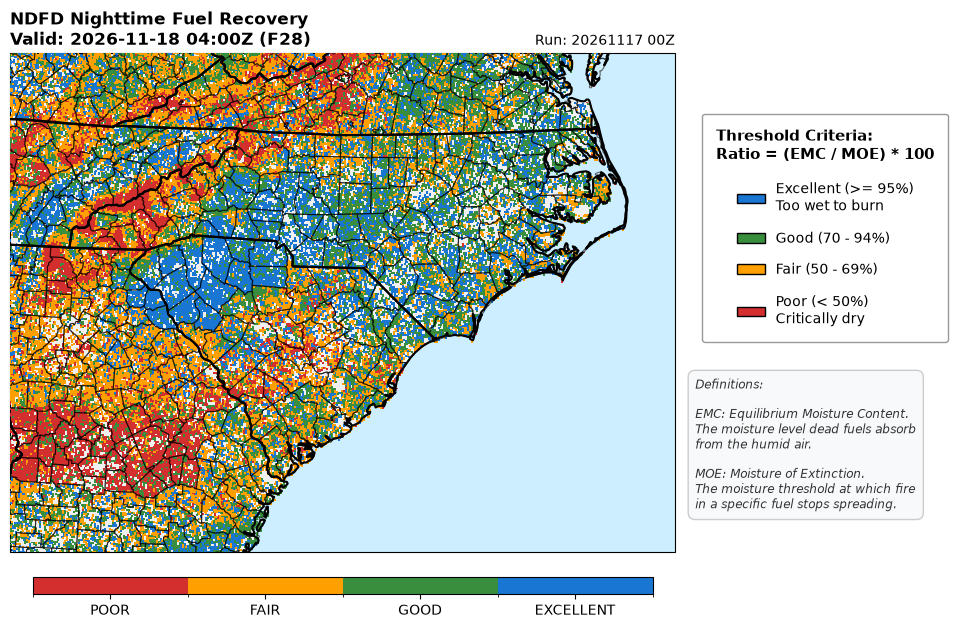 NDFD Nighttime Fuel Recovery
Valid: 2026-11-18 04:00Z (F28)
Run: 20261117 00Z
Threshold Criteria:
Ratio = (EMC / MOE) * 100
Excellent (>= 95%)
Too wet to burn
Good (70 - 94%)
Fair (50 - 69%)
Poor (< 50%)
Critically dry
Definitions:
EMC: Equilibrium Moisture Content.
The moisture level dead fuels absorb
from the humid air.
MOE: Moisture of Extinction.
The moisture threshold at which fire
in a specific fuel stops spreading.
POOR
FAIR
GOOD
EXCELLENT